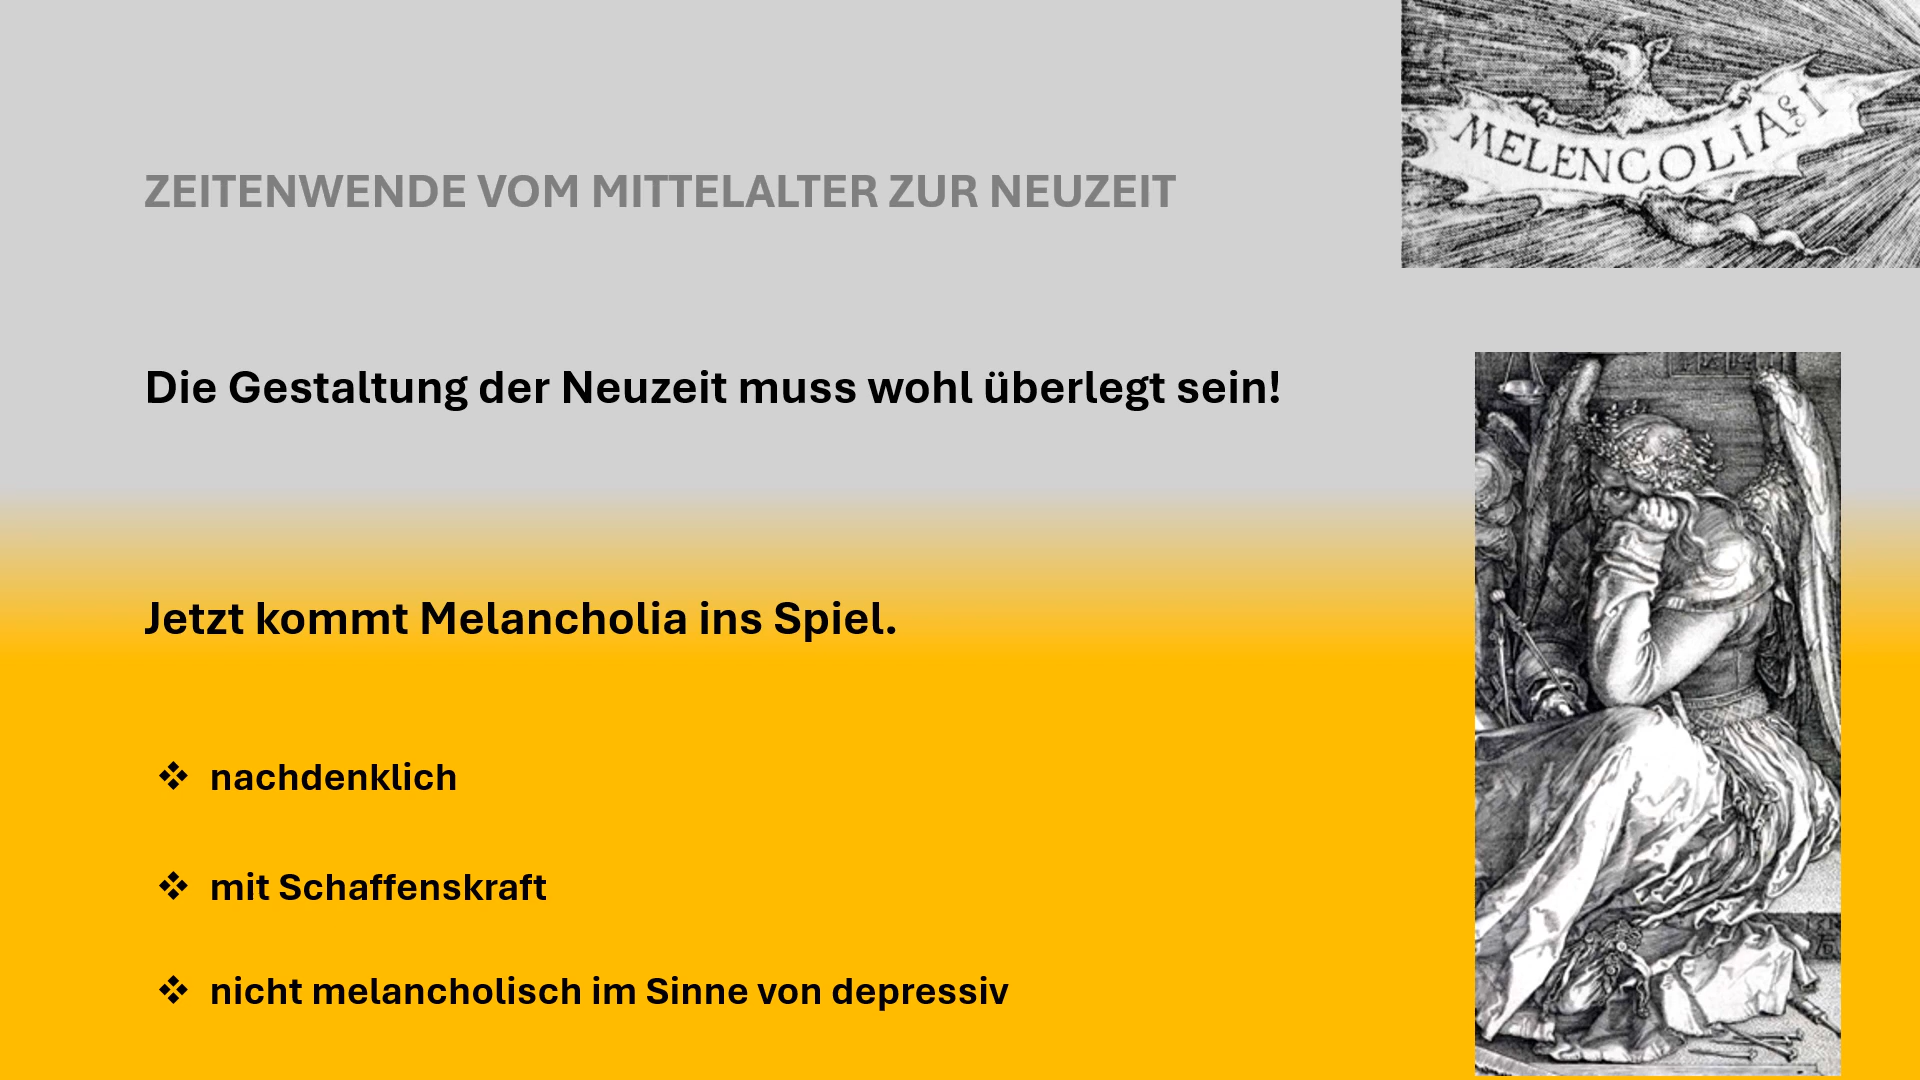 MELENCOLIA § I
ZEITENWENDE VOM MITTELALTER ZUR NEUZEIT
Die Gestaltung der Neuzeit muss wohl überlegt sein!
Jetzt kommt Melancholia ins Spiel.
❖ nachdenklich
❖ mit Schaffenskraft
❖ nicht melancholisch im Sinne von depressiv